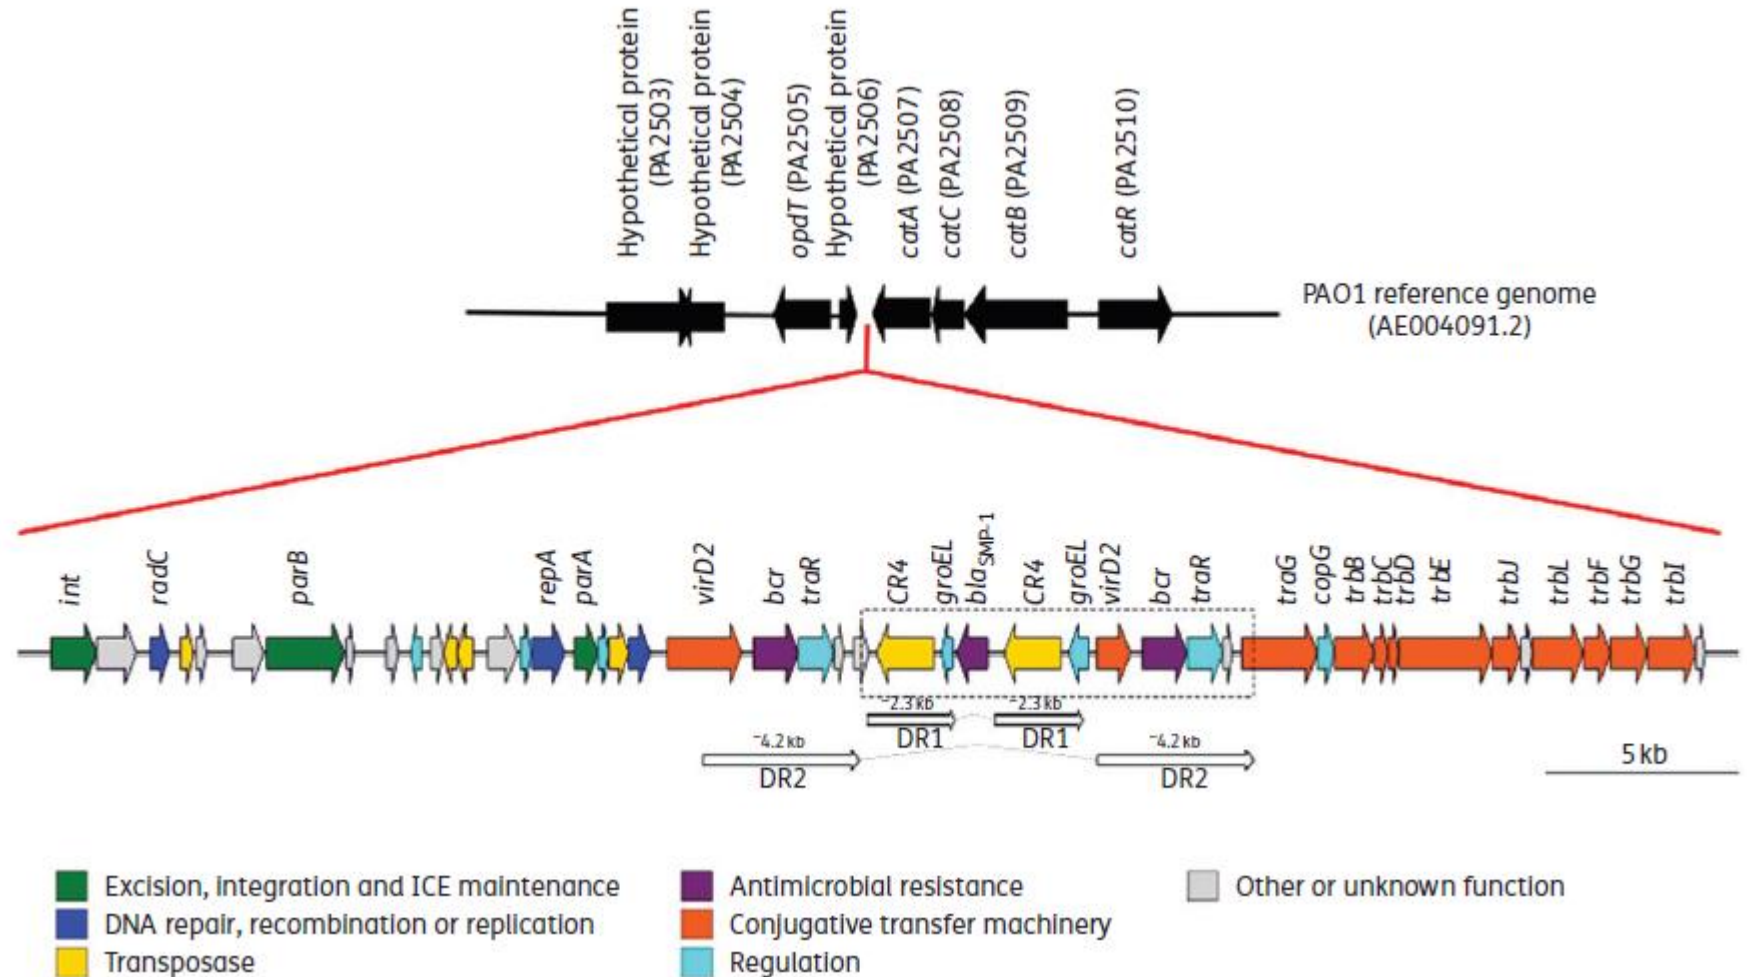 Hypothetical protein
(PA2503)
Hypothetical protein
(PA2504)
opdT (PA2505)
Hypothetical protein
(PA2506)
catA (PA2507)
catC (PA2508)
catB (PA2509)
catR (PA2510)
PAO1 reference genome
(AE004091.2)
int
radC
parB
repA
parA
virD2
bcr
traR
CR4
groEL
blaSMP-1
CR4
groEL
virD2
bcr
traR
traG
copG
trbB
trbC
trbD
trbE
trbJ
trbL
trbF
trbG
trbI
~2.3 kb
DR1
~2.3 kb
DR1
~4.2 kb
DR2
~4.2 kb
DR2
5 kb
Excision, integration and ICE maintenance
DNA repair, recombination or replication
Transposase
Antimicrobial resistance
Conjugative transfer machinery
Regulation
Other or unknown function